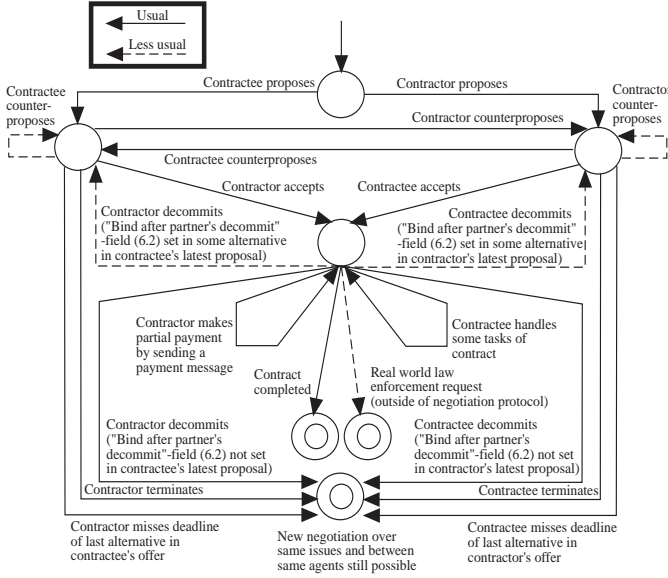 Usual
Less usual
Contractee proposes
Contractor proposes
Contractee
counter-
proposes
Contractor
counter-
proposes
Contractor counterproposes
Contractee counterproposes
Contractor accepts
Contractee accepts
Contractor decommits
("Bind after partner's decommit"
-field (6.2) set in some alternative
in contractee's latest proposal)
Contractee decommits
("Bind after partner's decommit"
-field (6.2) set in some alternative
in contractor's latest proposal)
Contractor makes
partial payment
by sending a
payment message
Contractee handles
some tasks of
contract
Contract
completed
Real world law
enforcement request
(outside of negotiation protocol)
Contractor decommits
("Bind after partner's
decommit"-field (6.2) not set
in contractee's latest proposal)
Contractee decommits
("Bind after partner's
decommit"-field (6.2) not set
in contractor's latest proposal)
Contractor terminates
Contractee terminates
Contractor misses deadline
of last alternative in
contractee's offer
New negotiation over
same issues and between
same agents still possible
Contractee misses deadline
of last alternative in
contractor's offer